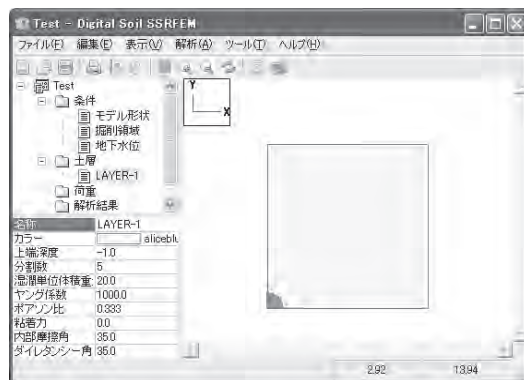 Test - Digital Soil SSRFEM
ファイル(F) 編集(E) 表示(V) 解析(A) ツール(T) ヘルプ(H)
Test
条件
モデル形状
掘削領域
地下水位
土層
LAYER-1
荷重
解析結果
名称 LAYER-1
カラー aliceblu
上端深度 -1.0
分割数 5
湿潤単位体積重 20.0
ヤング係数 1000.0
ポアソン比 0.333
粘着力 0.0
内部摩擦角 35.0
ダイレタンシー角 35.0
Y
X
2.92 13.94